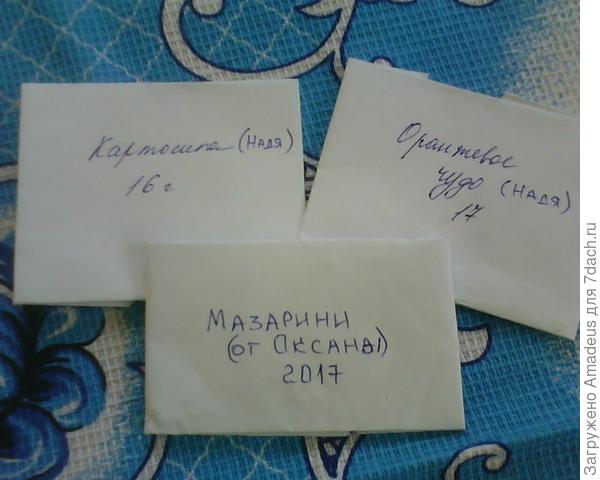 Картошка (Надя)
16 г
Оранжевое
чудо (Надя)
17
МАЗАРИНИ
(от ОКСАНЫ)
2017
Загружено Amadeus для 7dach.ru